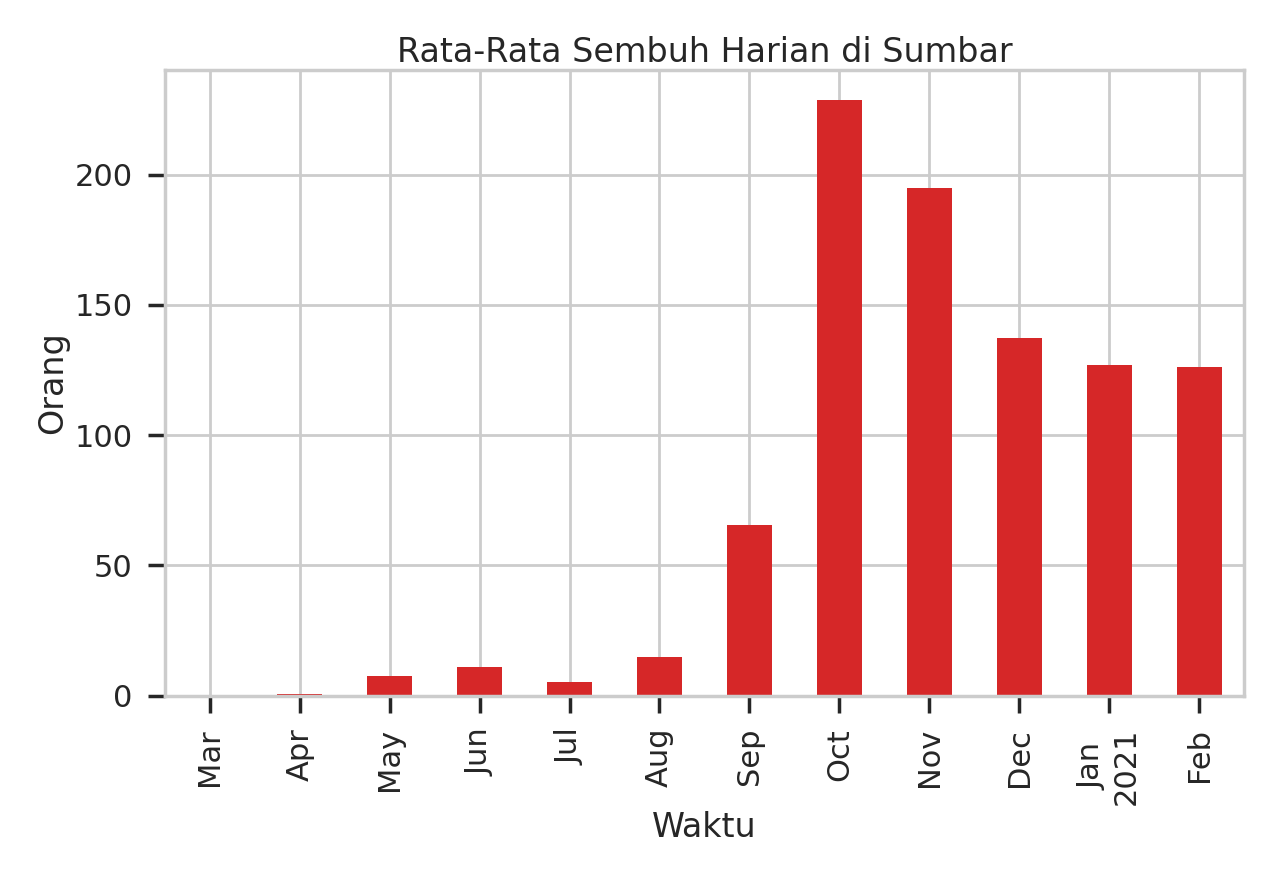 Rata-Rata Sembuh Harian di Sumbar
200
150
100
50
0
Orang
Mar
Apr
May
Jun
Jul
Aug
Sep
Oct
Nov
Dec
Jan
2021
Feb
Waktu